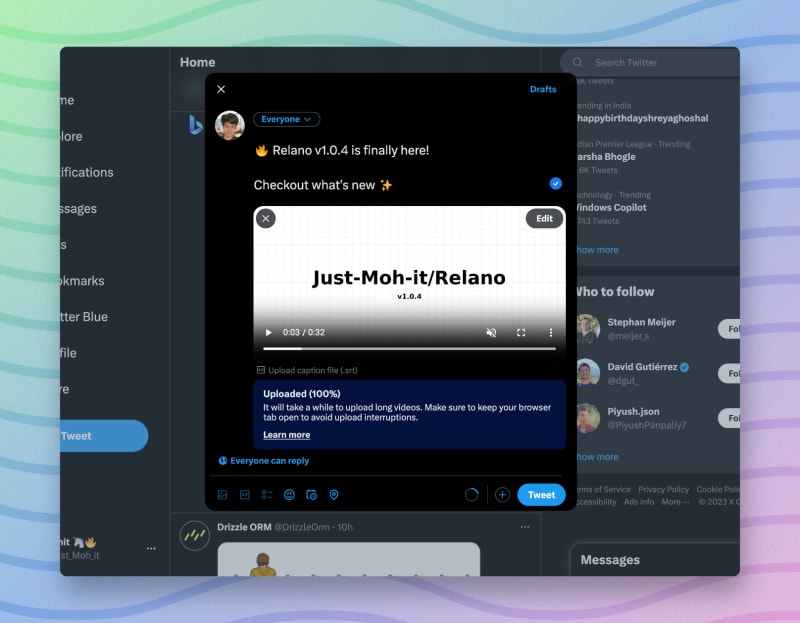 Home
Search Twitter
me
lore
ifications
ssages
s
okmarks
tter Blue
file
re
Tweet
Drafts
Everyone
🔥 Relano v1.0.4 is finally here!
Checkout what's new ✨
Edit
Just-Moh-it/Relano
v1.0.4
0:03 / 0:32
Upload caption file (.srt)
Uploaded (100%)
It will take a while to upload long videos. Make sure to keep your browser
tab open to avoid upload interruptions.
Learn more
Everyone can reply
Tweet
Drizzle ORM @DrizzleOrm · 10h
hit 🦄🔥
st_Moh_it
K Tweets
ending in India
happybirthdayshreyaghoshal
dian Premier League · Trending
arsha Bhogle
.6K Tweets
chnology · Trending
Windows Copilot
743 Tweets
how more
Who to follow
Stephan Meijer
@meijer_s
Fol
David Gutiérrez
@dgut_
Fol
Piyush.json
@PiyushPanpaliy7
Fol
how more
rms of Service Privacy Policy Cookie Poli
ccessibility Ads info More ··· © 2023 X C
Messages